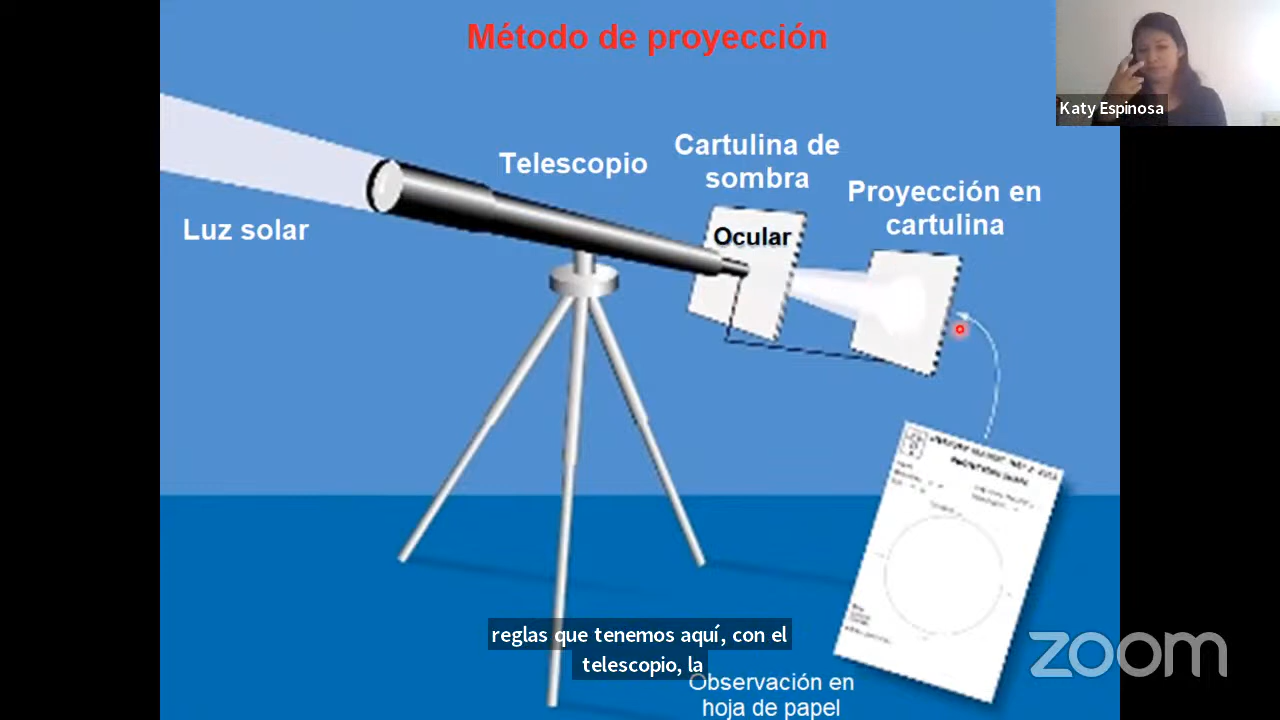 Método de proyección
Katy Espinosa
Telescopio
Cartulina de
sombra
Proyección en
cartulina
Luz solar
Ocular
reglas que tenemos aquí, con el
telescopio, la
Observación en
hoja de papel
zoom